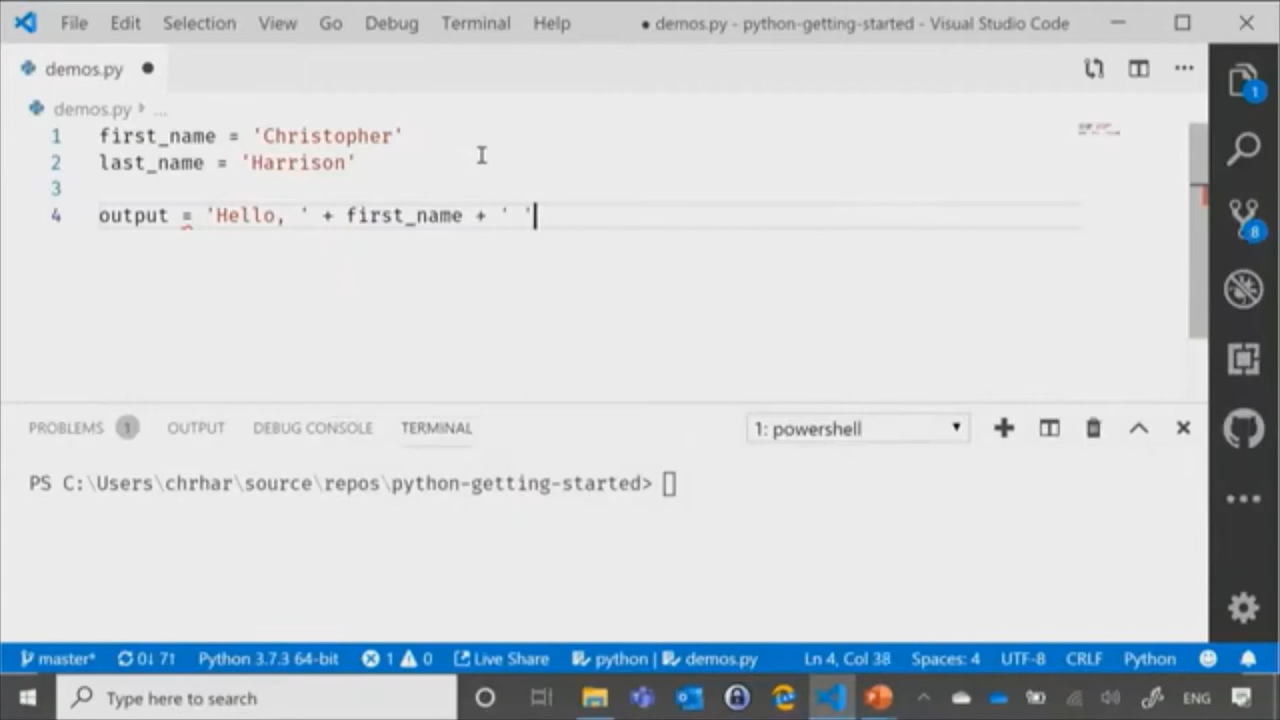 File Edit Selection View Go Debug Terminal Help ● demos.py - python-getting-started - Visual Studio Code
demos.py ●
demos.py › ...
1
1 first_name = 'Christopher'
2 last_name = 'Harrison'
3
4 output = 'Hello, ' + first_name + ' '
8
PROBLEMS 1 OUTPUT DEBUG CONSOLE TERMINAL 1: powershell
PS C:\Users\chrhar\source\repos\python-getting-started>
master* 0↓ 7↑ Python 3.7.3 64-bit 1 0 Live Share python | demos.py Ln 4, Col 38 Spaces: 4 UTF-8 CRLF Python
Type here to search ENG